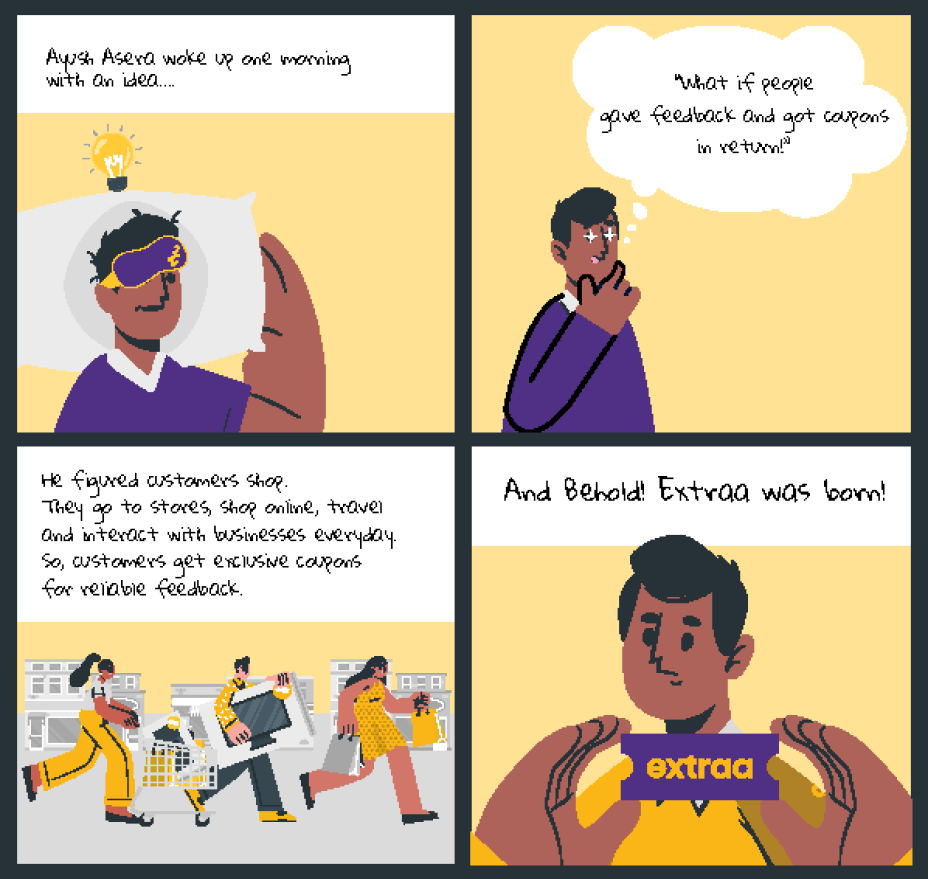 Ayush Asera woke up one morning
with an idea....
"What if people
gave feedback and got coupons
in return!"
He figured customers shop.
They go to stores, shop online, travel
and interact with businesses everyday.
So, customers get exclusive coupons
for reliable feedback.
And Behold! Extraa was born!
extraa